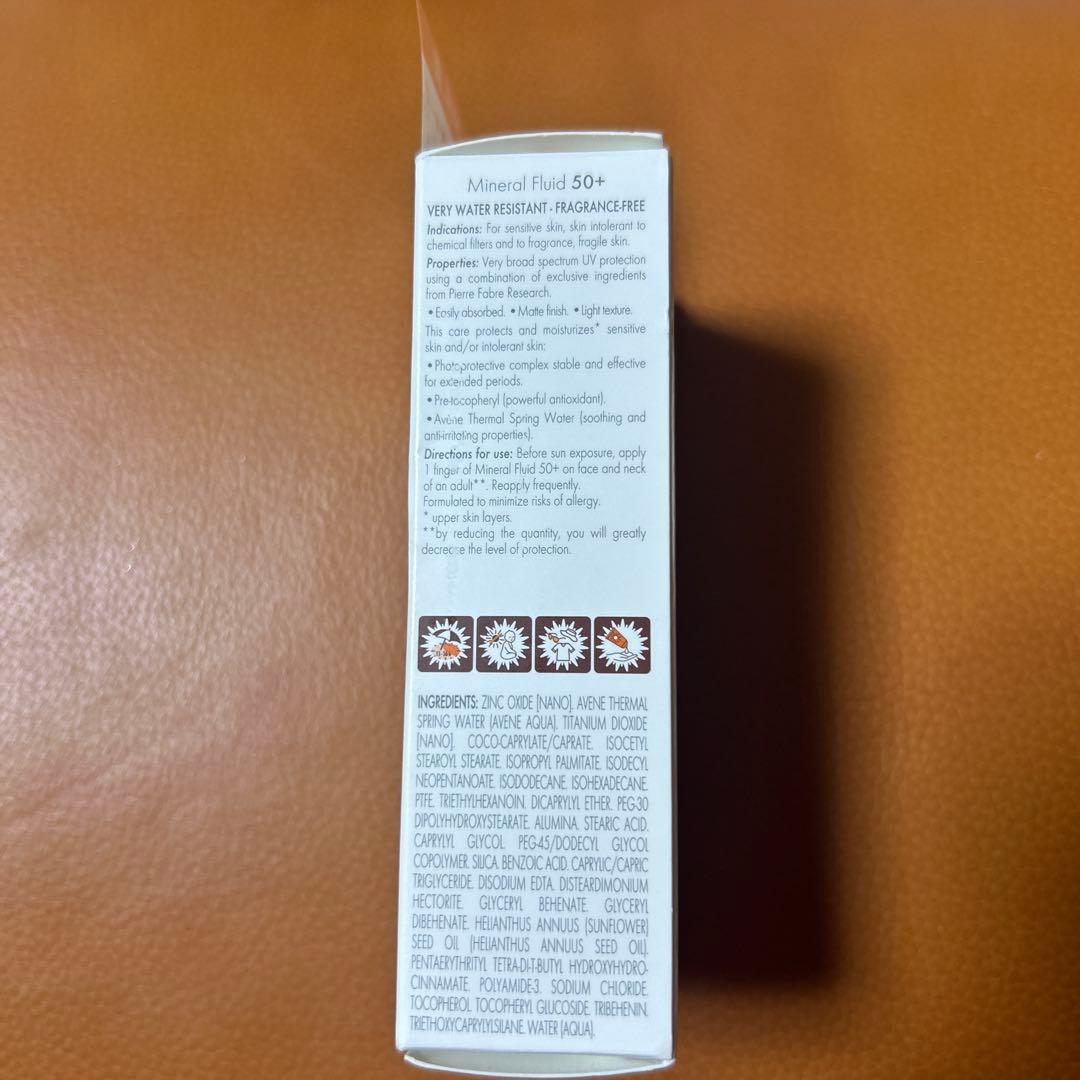 Mineral Fluid 50+
VERY WATER RESISTANT - FRAGRANCE-FREE
Indications: For sensitive skin, skin intolerant to
chemical filters and to fragrance, fragile skin.
Properties: Very broad spectrum UV protection
using a combination of exclusive ingredients
from Pierre Fabre Research.
• Easily absorbed. • Matte finish. • Light texture.
This care protects and moisturizes* sensitive
skin and/or intolerant skin:
• Photoprotective complex stable and effective
for extended periods.
• Pre-tocopheryl (powerful antioxidant).
• Avène Thermal Spring Water (soothing and
anti-irritating properties).
Directions for use: Before sun exposure, apply
1 finger of Mineral Fluid 50+ on face and neck
of an adult**. Reapply frequently.
Formulated to minimize risks of allergy.
* upper skin layers.
**by reducing the quantity, you will greatly
decrease the level of protection.
INGREDIENTS: ZINC OXIDE [NANO]. AVENE THERMAL
SPRING WATER (AVENE AQUA). TITANIUM DIOXIDE
[NANO]. COCO-CAPRYLATE/CAPRATE. ISOCETYL
STEAROYL STEARATE. ISOPROPYL PALMITATE. ISODECYL
NEOPENTANOATE. ISODODECANE. ISOHEXADECANE.
PTFE. TRIETHYLHEXANOIN. DICAPRYLYL ETHER. PEG-30
DIPOLYHYDROXYSTEARATE. ALUMINA. STEARIC ACID.
CAPRYLYL GLYCOL. PEG-45/DODECYL GLYCOL
COPOLYMER. SILICA. BENZOIC ACID. CAPRYLIC/CAPRIC
TRIGLYCERIDE. DISODIUM EDTA. DISTEARDIMONIUM
HECTORITE. GLYCERYL BEHENATE. GLYCERYL
DIBEHENATE. HELIANTHUS ANNUUS (SUNFLOWER)
SEED OIL (HELIANTHUS ANNUUS SEED OIL).
PENTAERYTHRITYL TETRA-DI-T-BUTYL HYDROXYHYDRO-
CINNAMATE. POLYAMIDE-3. SODIUM CHLORIDE.
TOCOPHEROL. TOCOPHERYL GLUCOSIDE. TRIBEHENIN.
TRIETHOXYCAPRYLYLSILANE. WATER (AQUA).